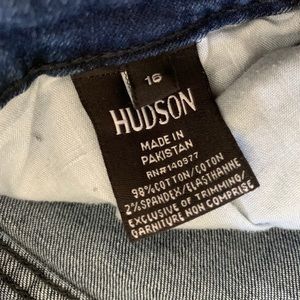 16
HUDSON
MADE IN
PAKISTAN
RN#140977
98%COTTON/COTON
2%SPANDEX/ELASTHANNE
EXCLUSIVE OF TRIMMING
GARNITURE NON COMPRISE